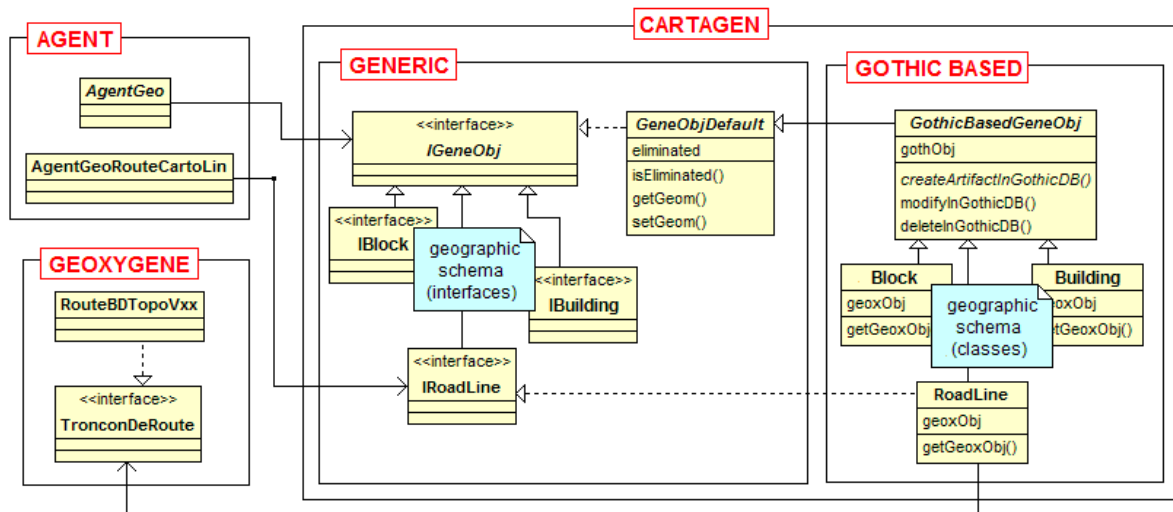 AGENT
AgentGeo
AgentGeoRouteCartoLin
GEOXYGENE
RouteBDTopoVxx
<<interface>>
TronconDeRoute
CARTAGEN
GENERIC
<<interface>>
IGeneObj
GeneObjDefault
eliminated
isEliminated()
getGeom()
setGeom()
<<interface>>
IBlock
geographic
schema
(interfaces)
<<interface>>
IBuilding
<<interface>>
IRoadLine
GOTHIC BASED
GothicBasedGeneObj
gothObj
createArtifactInGothicDB()
modifyInGothicDB()
deleteInGothicDB()
Block
geoxObj
getGeoxObj
Building
eoxObj
etGeoxObj()
geographic
schema
(classes)
RoadLine
geoxObj
getGeoxObj()